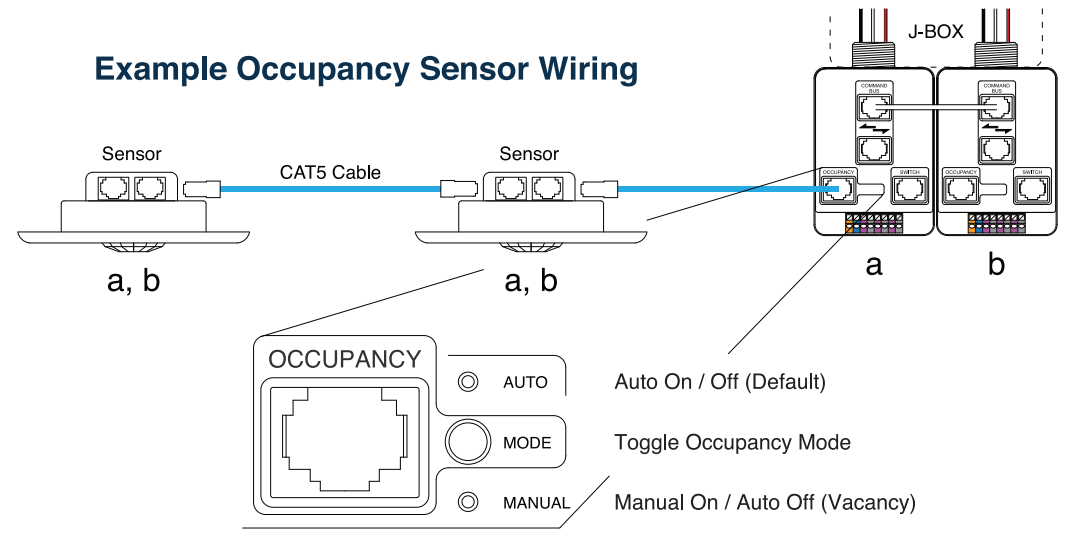 J-BOX
Example Occupancy Sensor Wiring
COMMAND
BUS
COMMAND
BUS
Sensor
Sensor
CAT5 Cable
OCCUPANCY
SWITCH
OCCUPANCY
SWITCH
a, b
a, b
a
b
OCCUPANCY
AUTO
Auto On / Off (Default)
MODE
Toggle Occupancy Mode
MANUAL
Manual On / Auto Off (Vacancy)